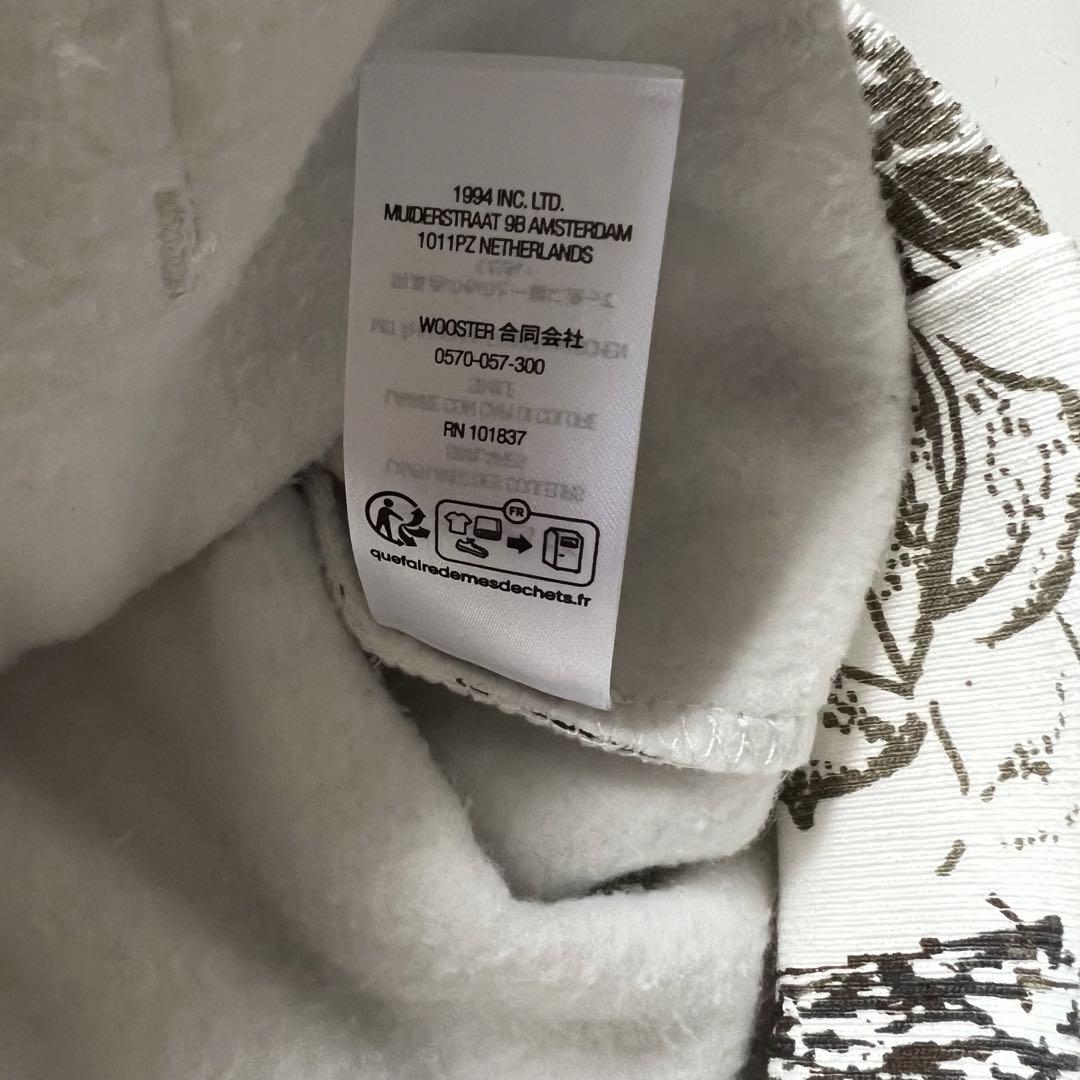 1994 INC. LTD.
MUIDERSTRAAT 9B AMSTERDAM
1011PZ NETHERLANDS
WOOSTER 合同会社
0570-057-300
RN 101837
FR
quefairedemesdechets.fr